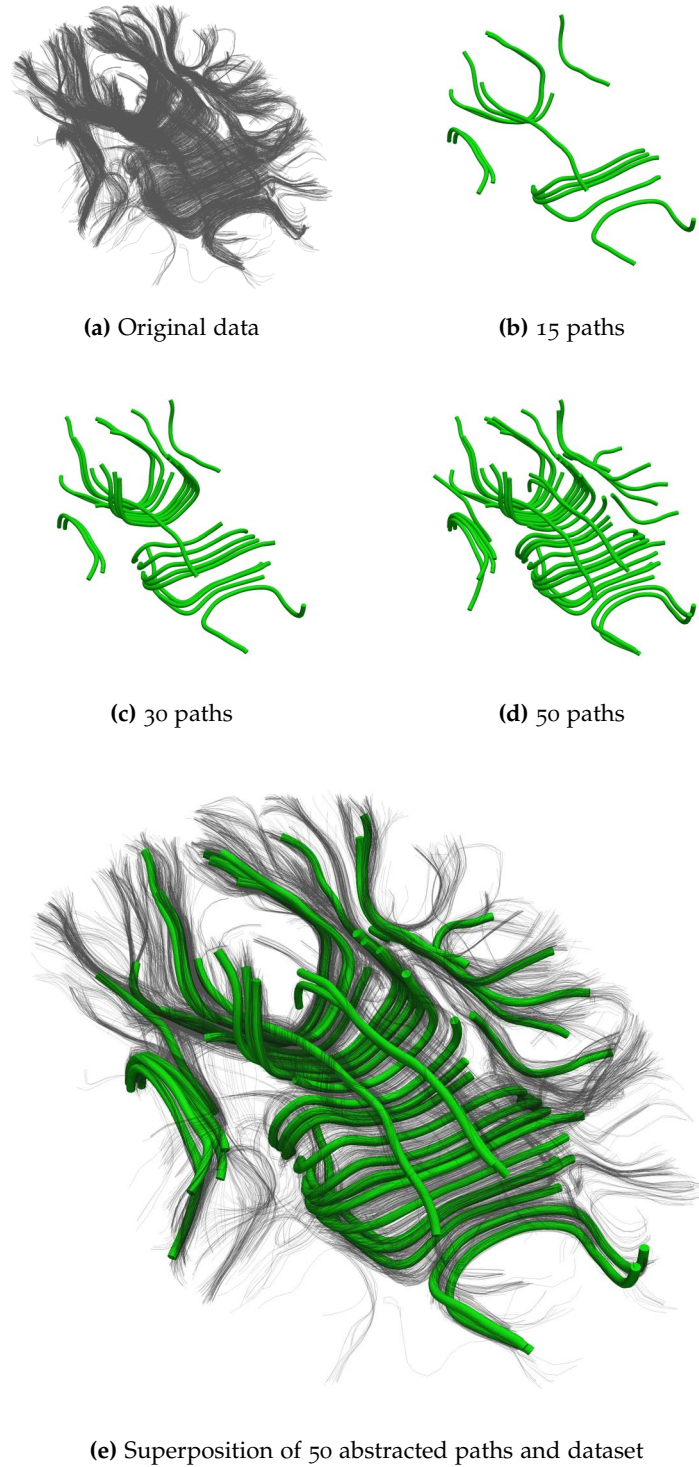 (a) Original data
(b) 15 paths
(c) 30 paths
(d) 50 paths
(e) Superposition of 50 abstracted paths and dataset